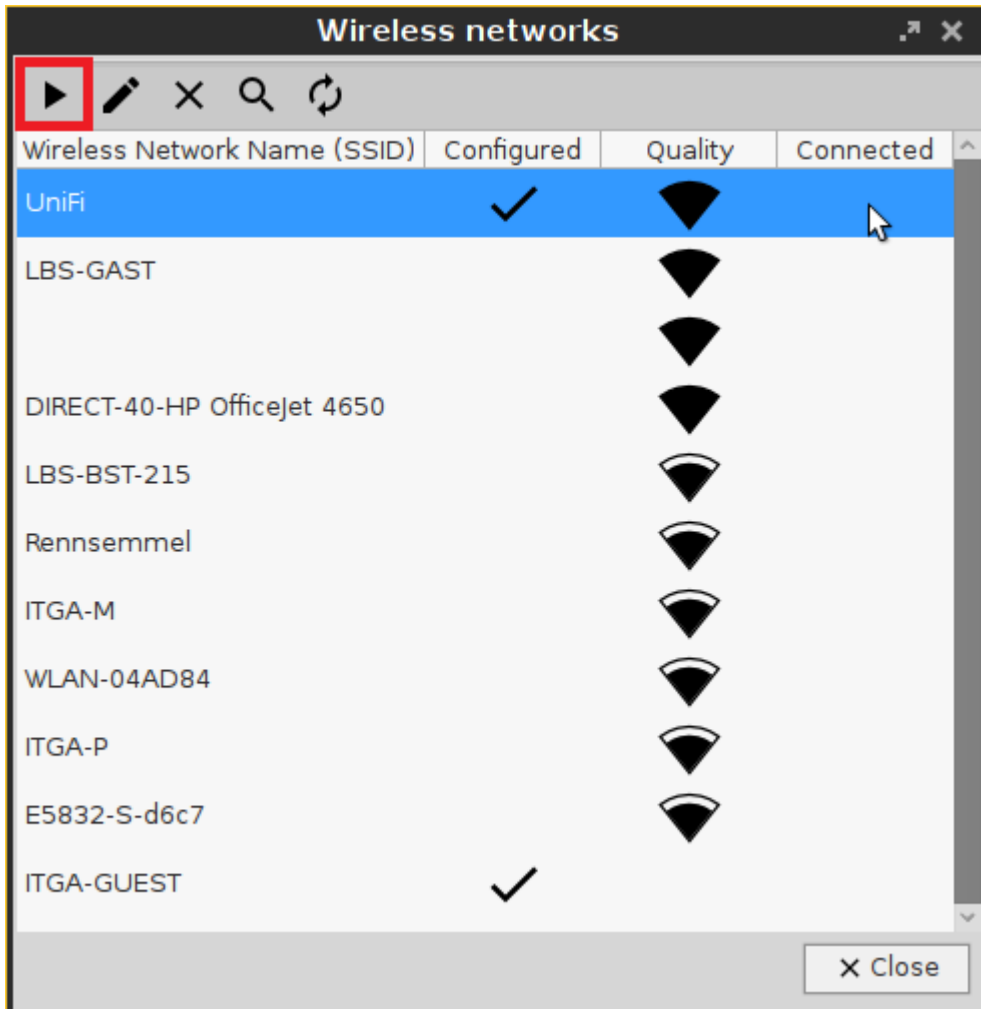 Wireless networks
Wireless Network Name (SSID) Configured Quality Connected
UniFi
LBS-GAST
DIRECT-40-HP OfficeJet 4650
LBS-BST-215
Rennsemmel
ITGA-M
WLAN-04AD84
ITGA-P
E5832-S-d6c7
ITGA-GUEST
Close